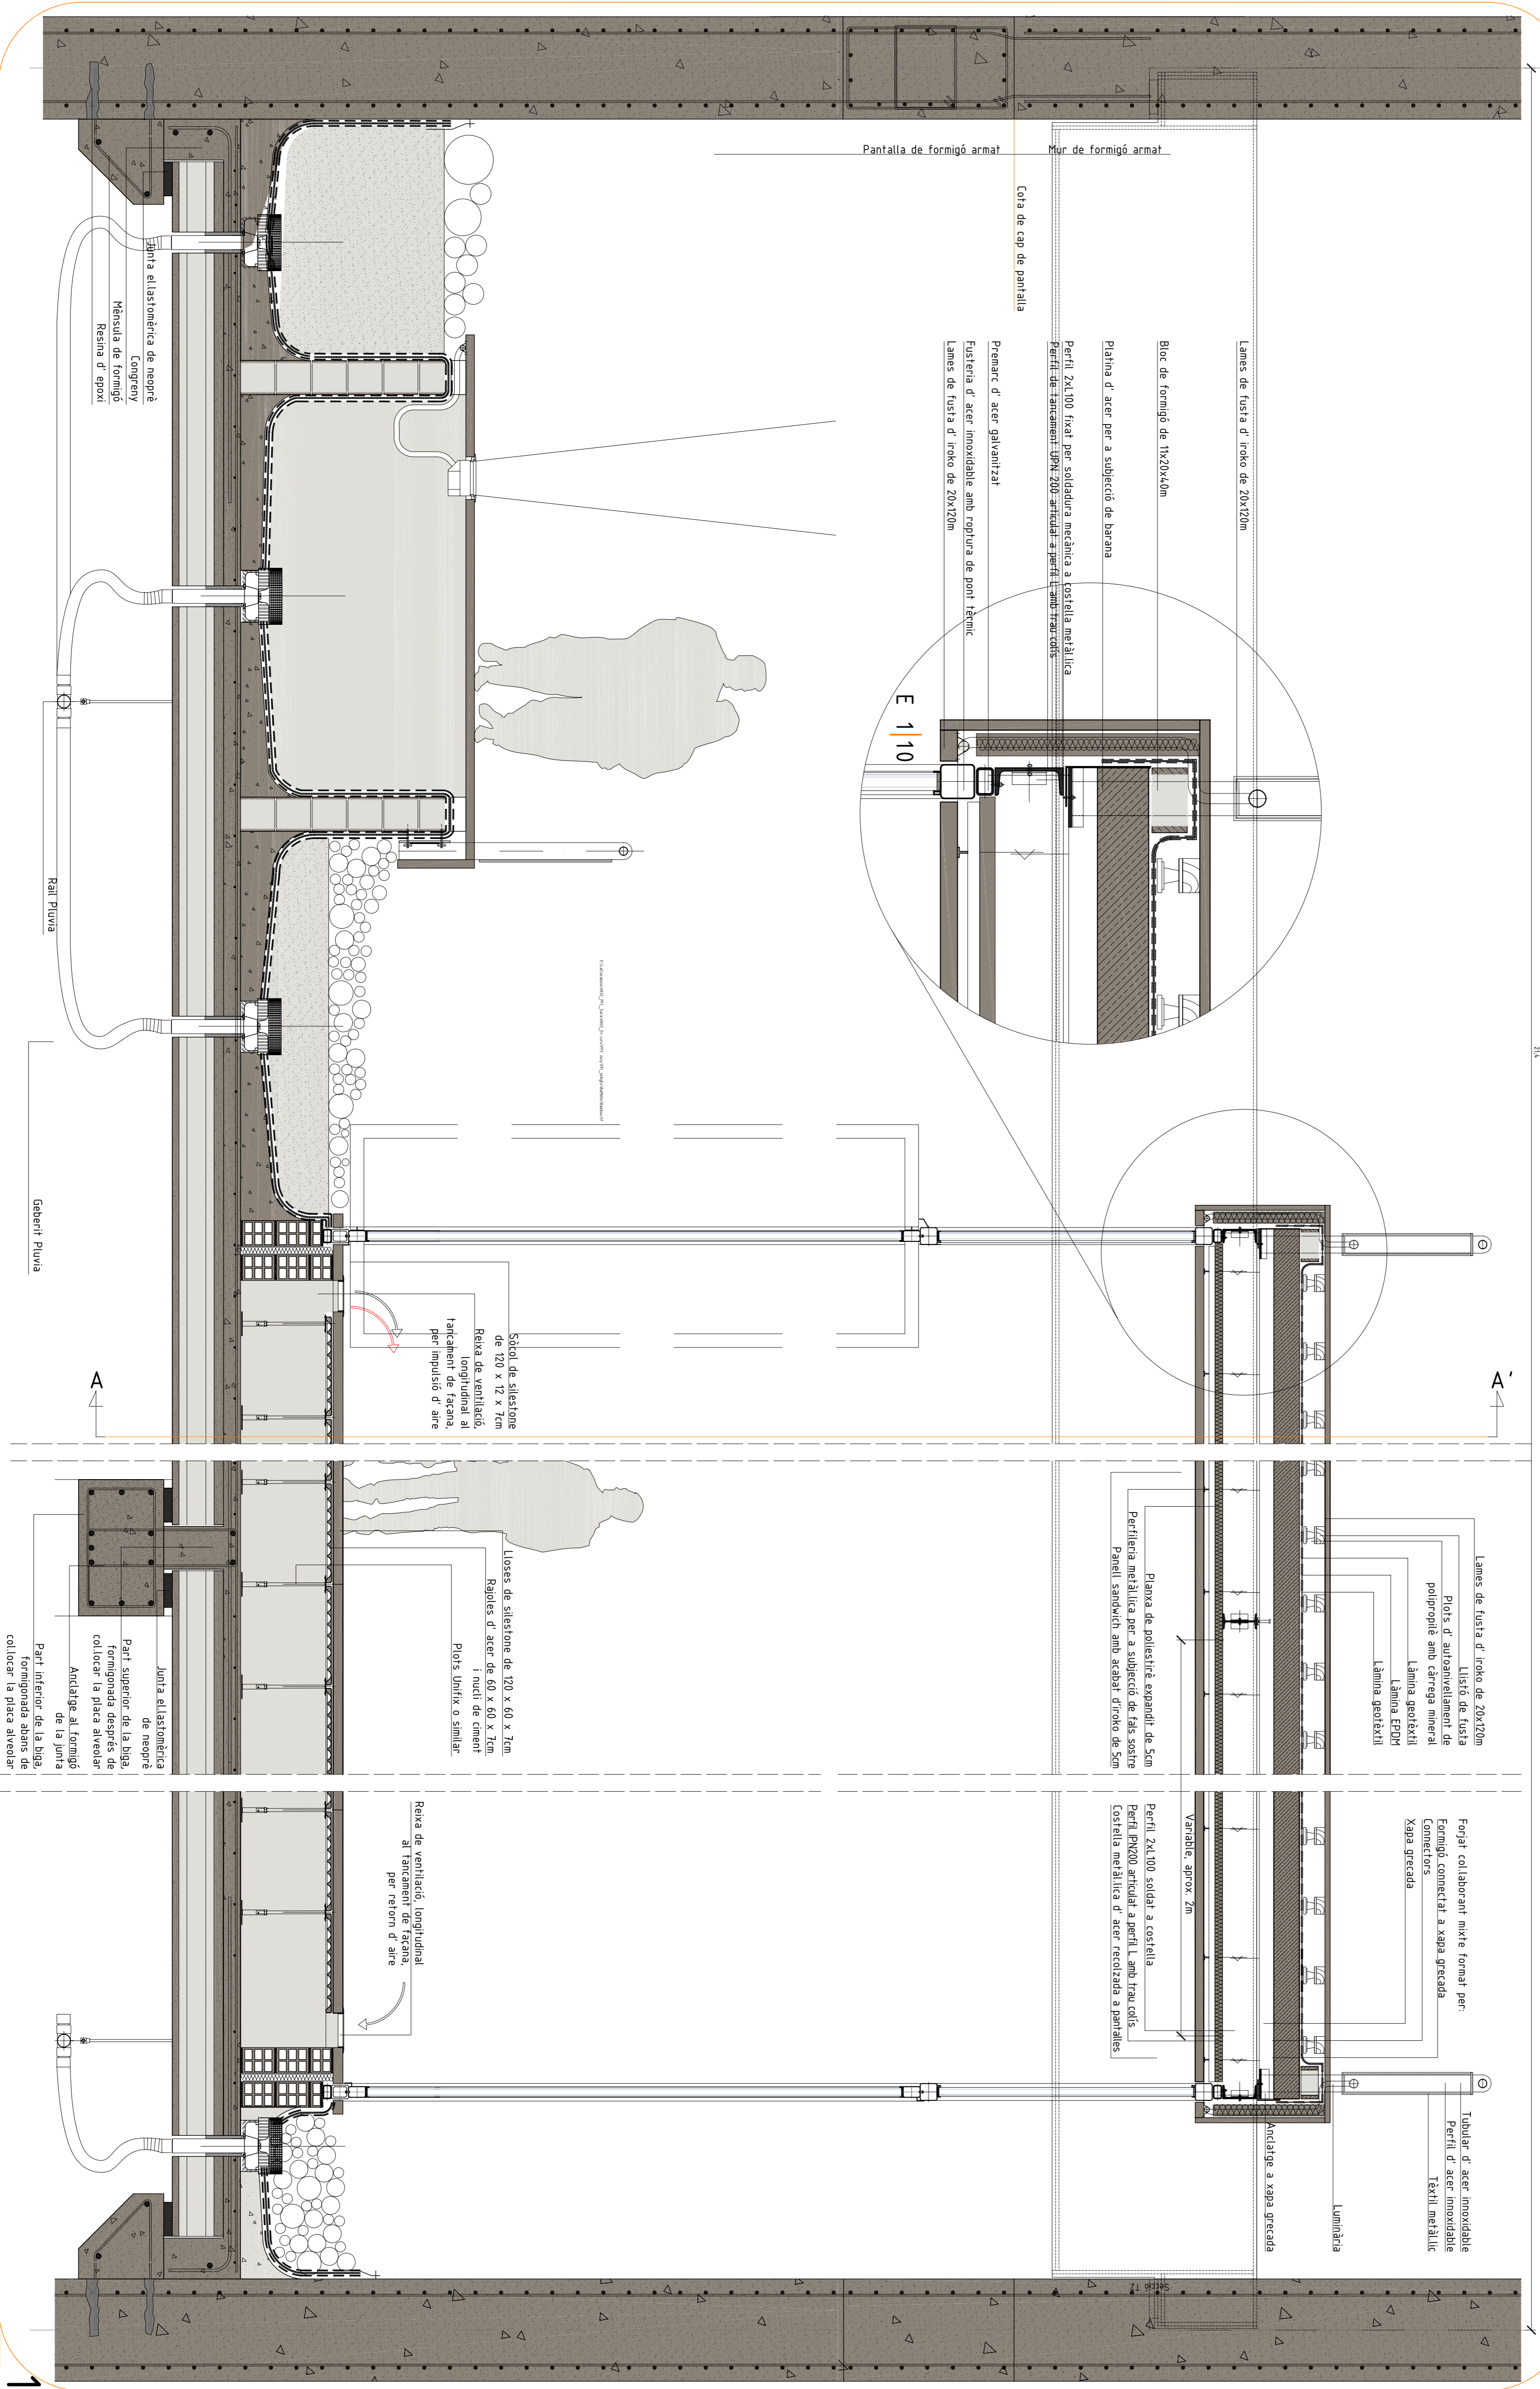 Pantalla de formigó armat
Mur de formigó armat
Cota de cap de pantalla
Lames de fusta d' iroko de 20x120m
Bloc de formigó de 11x20x40m
Platina d' acer per a subjecció de barana
Perfil 2xL100 fixat per soldadura mecànica a costella metàl.lica
Perfil de tancament UPN 200 articulat a perfil L amb trau colís
Premarc d' acer galvanitzat
Fusteria d' acer innoxidable amb roptura de pont tèrmic
Lames de fusta d' iroko de 20x120m
E 1|10
Junta el.lastomèrica de neoprè
Congreny
Mènsula de formigó
Resina d' epoxi
Rail Pluvia
Geberit Pluvia
21,4
Sòcol de silestone
de 120 x 12 x 7cm
Reixa de ventilació,
longitudinal al
tancament de façana,
per impulsió d' aire
A
A'
Lloses de silestone de 120 x 60 x 7cm
Rajoles d' acer de 60 x 60 x 7cm
i nucli de ciment
Plots Unifix o similar
Junta el.lastomèrica
de neoprè
Part superior de la biga,
formigonada després de
col.locar la placa alveolar
Anclatge al formigó
de la junta
Part inferior de la biga,
formigonada abans de
col.locar la placa alveolar
Lames de fusta d' iroko de 20x120m
Llistó de fusta
Plots d' autoanivellament de
polipropilè amb càrrega mineral
Làmina geotèxtil
Làmina EPDM
Làmina geotèxtil
Planxa de poliestirè expandit de 5cm
Perfileria metàl.lica per a subjecció de fals sostre
Panell sandwich amb acabat d'iroko de 5cm
Variable, aprox. 2m
Forjat col.laborant mixte format per:
Formigó connectat a xapa grecada
Connectors
Xapa grecada
Perfil 2xL100 soldat a costella
Perfil IPN200 articulat a perfil L amb trau colís
Costella metàl.lica d' acer recolzada a pantalles
Reixa de ventilació, longitudinal
al tancament de façana,
per retorn d' aire
Tubular d' acer innoxidable
Perfil d' acer innoxidable
Tèxtil metàl.lic
Luminària
Anclatge a xapa grecada
Secció T2
1